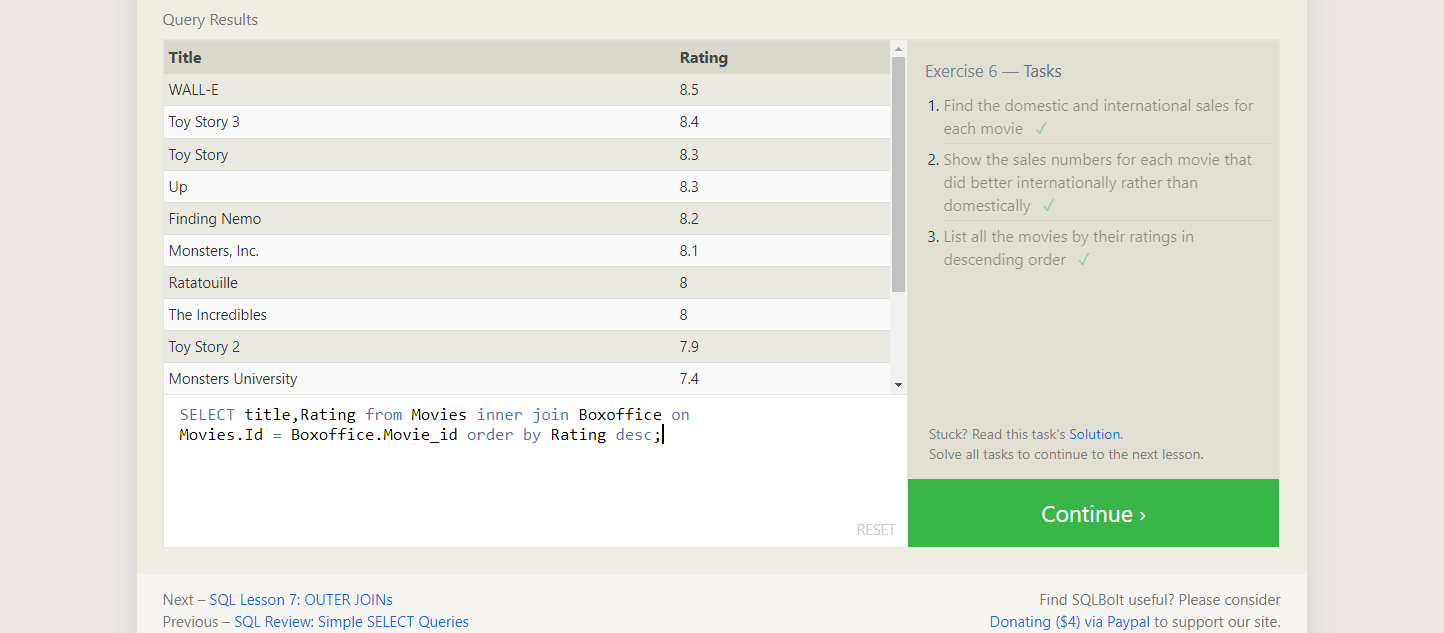 Query Results
Title Rating
WALL-E 8.5
Toy Story 3 8.4
Toy Story 8.3
Up 8.3
Finding Nemo 8.2
Monsters, Inc. 8.1
Ratatouille 8
The Incredibles 8
Toy Story 2 7.9
Monsters University 7.4
SELECT title,Rating from Movies inner join Boxoffice on
Movies.Id = Boxoffice.Movie_id order by Rating desc;
RESET
Exercise 6 — Tasks
1. Find the domestic and international sales for
each movie ✓
2. Show the sales numbers for each movie that
did better internationally rather than
domestically ✓
3. List all the movies by their ratings in
descending order ✓
Stuck? Read this task's Solution.
Solve all tasks to continue to the next lesson.
Continue ›
Next – SQL Lesson 7: OUTER JOINs
Previous – SQL Review: Simple SELECT Queries
Find SQLBolt useful? Please consider
Donating ($4) via Paypal to support our site.